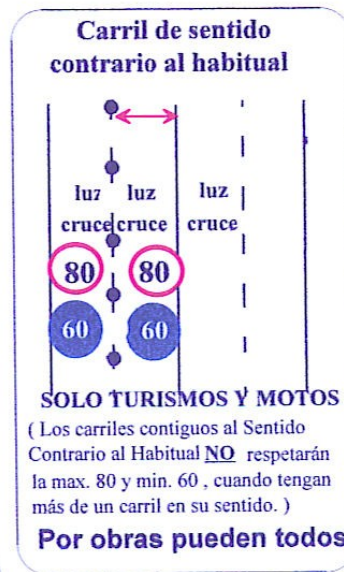 Carril de sentido
contrario al habitual
luz luz luz
cruce cruce cruce
80 80
60 60
SOLO TURISMOS Y MOTOS
( Los carriles contiguos al Sentido
Contrario al Habitual NO respetarán
la max. 80 y min. 60 , cuando tengan
más de un carril en su sentido. )
Por obras pueden todos